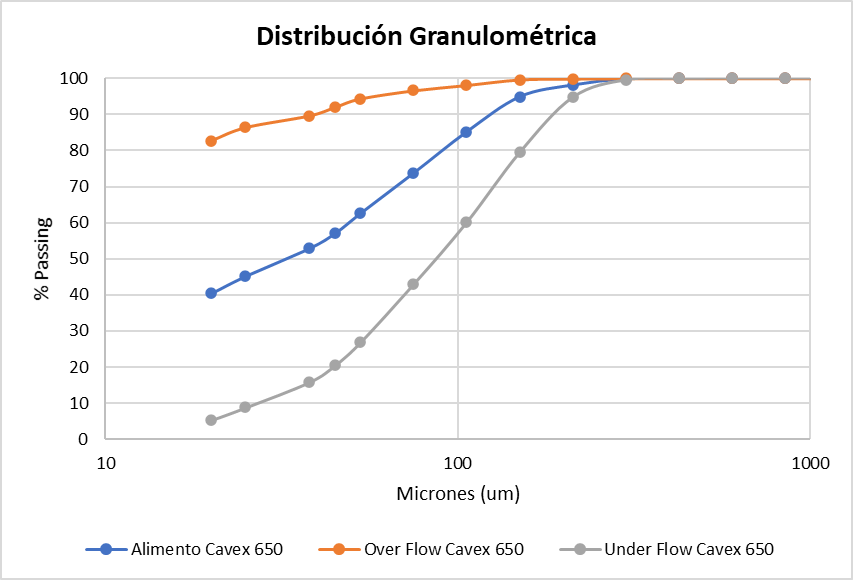 Distribución Granulométrica
100
90
80
70
60
50
40
30
20
10
0
% Passing
10 100 1000
Micrones (um)
Alimento Cavex 650 Over Flow Cavex 650 Under Flow Cavex 650